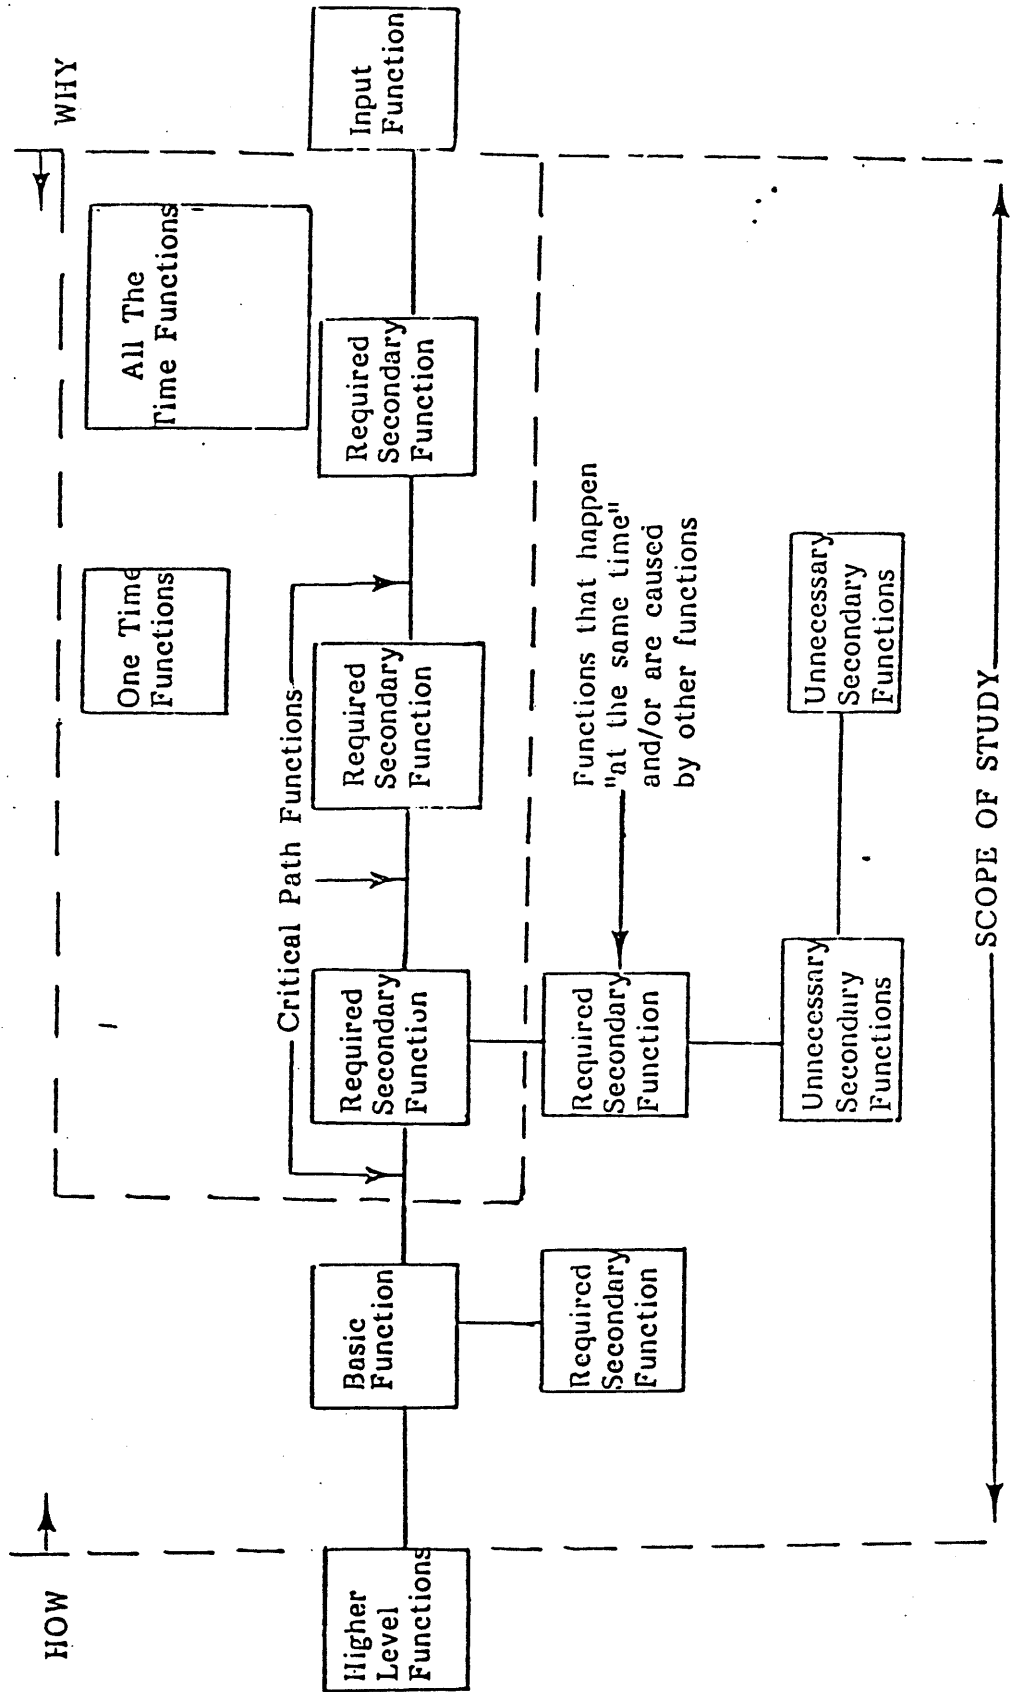 HOW
WHY
One Time
Functions
All The
Time Functions
Critical Path Functions
Higher
Level
Functions
Basic
Function
Required
Secondary
Function
Required
Secondary
Function
Required
Secondary
Function
Input
Function
Required
Secondary
Function
Required
Secondary
Function
Functions that happen
"at the same time"
and/or are caused
by other functions
Unnecessary
Secondary
Functions
Unnecessary
Secondary
Functions
SCOPE OF STUDY